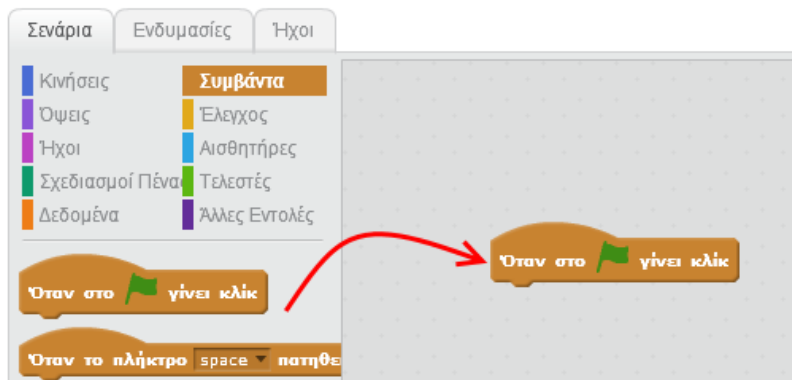 Σενάρια Ενδυμασίες Ήχοι
Κινήσεις Συμβάντα
Όψεις Έλεγχος
Ήχοι Αισθητήρες
Σχεδιασμοί Πένας Τελεστές
Δεδομένα Άλλες Εντολές
Όταν στο γίνει κλίκ
Όταν στο γίνει κλίκ
Όταν το πλήκτρο space πατηθε